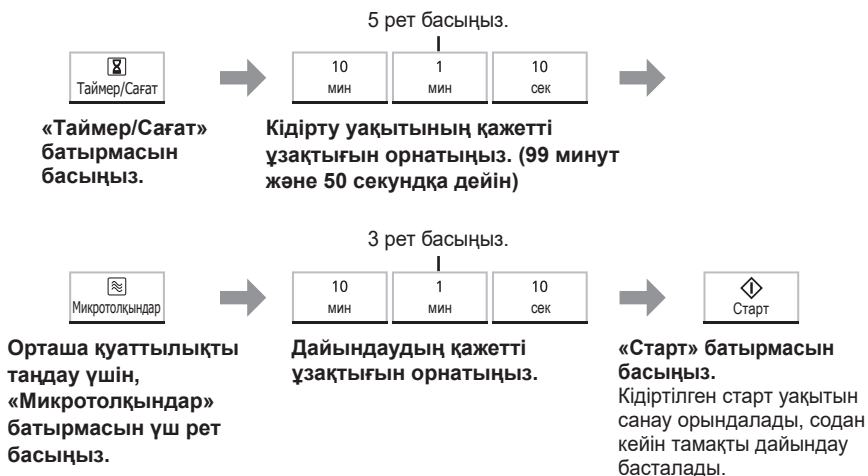 5 рет басыңыз.
Таймер/Сағат
10
мин
1
мин
10
сек
«Таймер/Сағат»
батырмасын
басыңыз.
Кідірту уақытының қажетті
ұзақтығын орнатыңыз. (99 минут
және 50 секундқа дейін)
3 рет басыңыз.
Микротолқындар
10
мин
1
мин
10
сек
Старт
Орташа қуаттылықты
таңдау үшін,
«Микротолқындар»
батырмасын үш рет
басыңыз.
Дайындаудың қажетті
ұзақтығын орнатыңыз.
«Старт» батырмасын
басыңыз.
Кідіртілген старт уақытын
санау орындалады, содан
кейін тамақты дайындау
басталады.